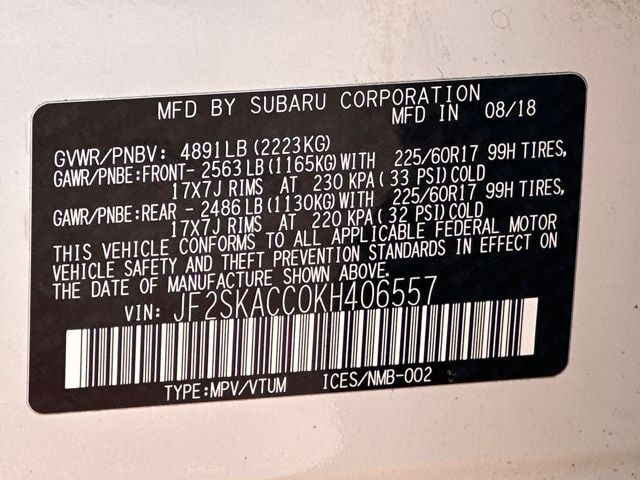 MFD BY SUBARU CORPORATION
MFD IN 08/18
GVWR/PNBV: 4891LB (2223KG)
GAWR/PNBE:FRONT- 2563LB (1165KG)WITH 225/60R17 99H TIRES,
17X7J RIMS AT 230 KPA( 33 PSI)COLD
GAWR/PNBE:REAR - 2486LB (1130KG)WITH 225/60R17 99H TIRES,
17X7J RIMS AT 220 KPA( 32 PSI)COLD
THIS VEHICLE CONFORMS TO ALL APPLICABLE FEDERAL MOTOR
VEHICLE SAFETY AND THEFT PREVENTION STANDARDS IN EFFECT ON
THE DATE OF MANUFACTURE SHOWN ABOVE.
VIN: JF2SKACC0KH406557
TYPE:MPV/VTUM ICES/NMB-002